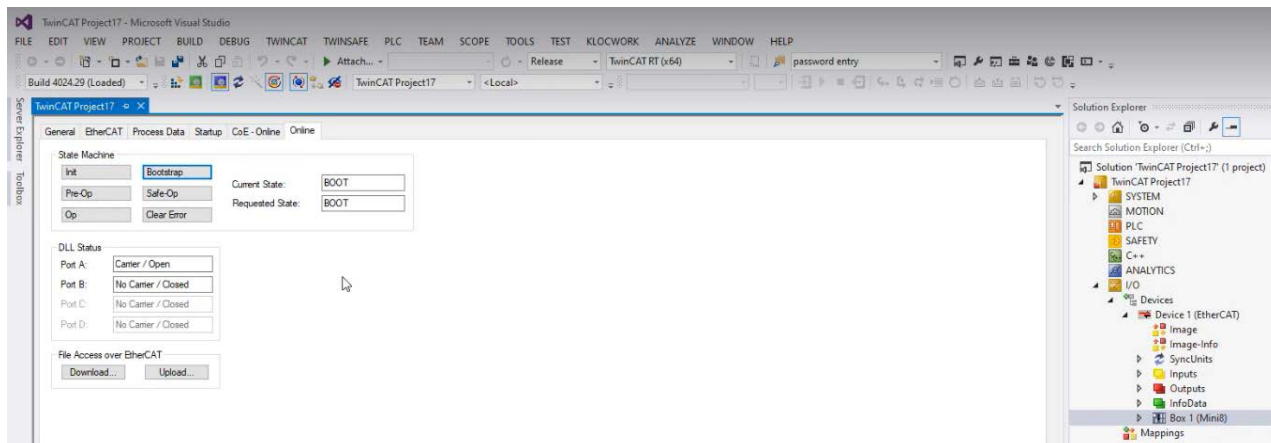 TwinCAT Project17 - Microsoft Visual Studio
FILE EDIT VIEW PROJECT BUILD DEBUG TWINCAT TWINSAFE PLC TEAM SCOPE TOOLS TEST KLOCWORK ANALYZE WINDOW HELP
Attach... Release TwinCAT RT (x64) password entry
Build 4024.29 (Loaded) TwinCAT Project17 <Local>
Server Explorer
Toolbox
TwinCAT Project17
General EtherCAT Process Data Startup CoE - Online Online
State Machine
Init Bootstrap
Pre-Op Safe-Op
Op Clear Error
Current State: BOOT
Requested State: BOOT
DLL Status
Port A: Carrier / Open
Port B: No Carrier / Closed
Port C: No Carrier / Closed
Port D: No Carrier / Closed
File Access over EtherCAT
Download... Upload...
Solution Explorer
Search Solution Explorer (Ctrl+;)
Solution 'TwinCAT Project17' (1 project)
TwinCAT Project17
SYSTEM
MOTION
PLC
SAFETY
C++
ANALYTICS
I/O
Devices
Device 1 (EtherCAT)
Image
Image-Info
SyncUnits
Inputs
Outputs
InfoData
Box 1 (Mini8)
Mappings